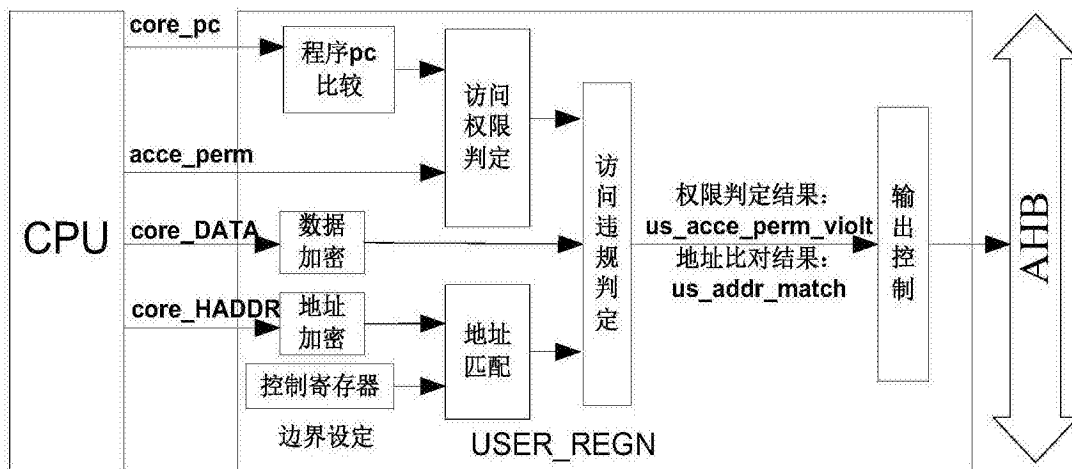 CPU
core_pc
acce_perm
core_DATA
core_HADDR
程序pc
比较
数据
加密
地址
加密
控制寄存器
边界设定
访问
权限
判定
地址
匹配
访
问
违
规
判
定
权限判定结果:
us_acce_perm_violt
地址比对结果:
us_addr_match
输
出
控
制
USER_REGN
AHB